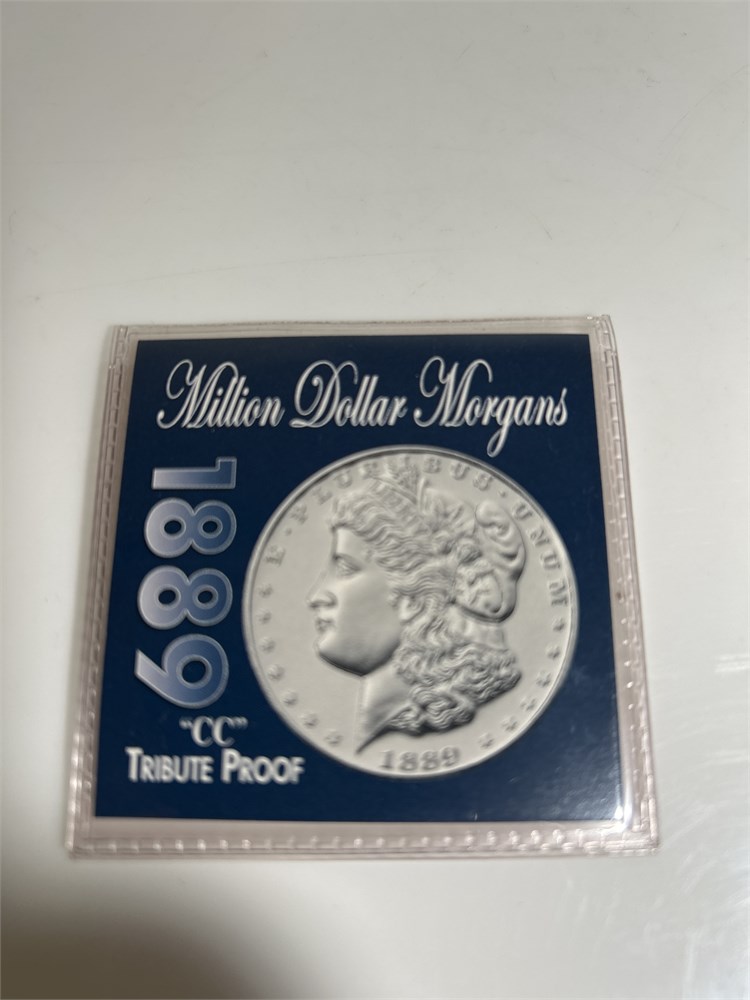 Million Dollar Morgans
1889
"CC"
TRIBUTE PROOF
E · PLURIBUS · UNUM
1889